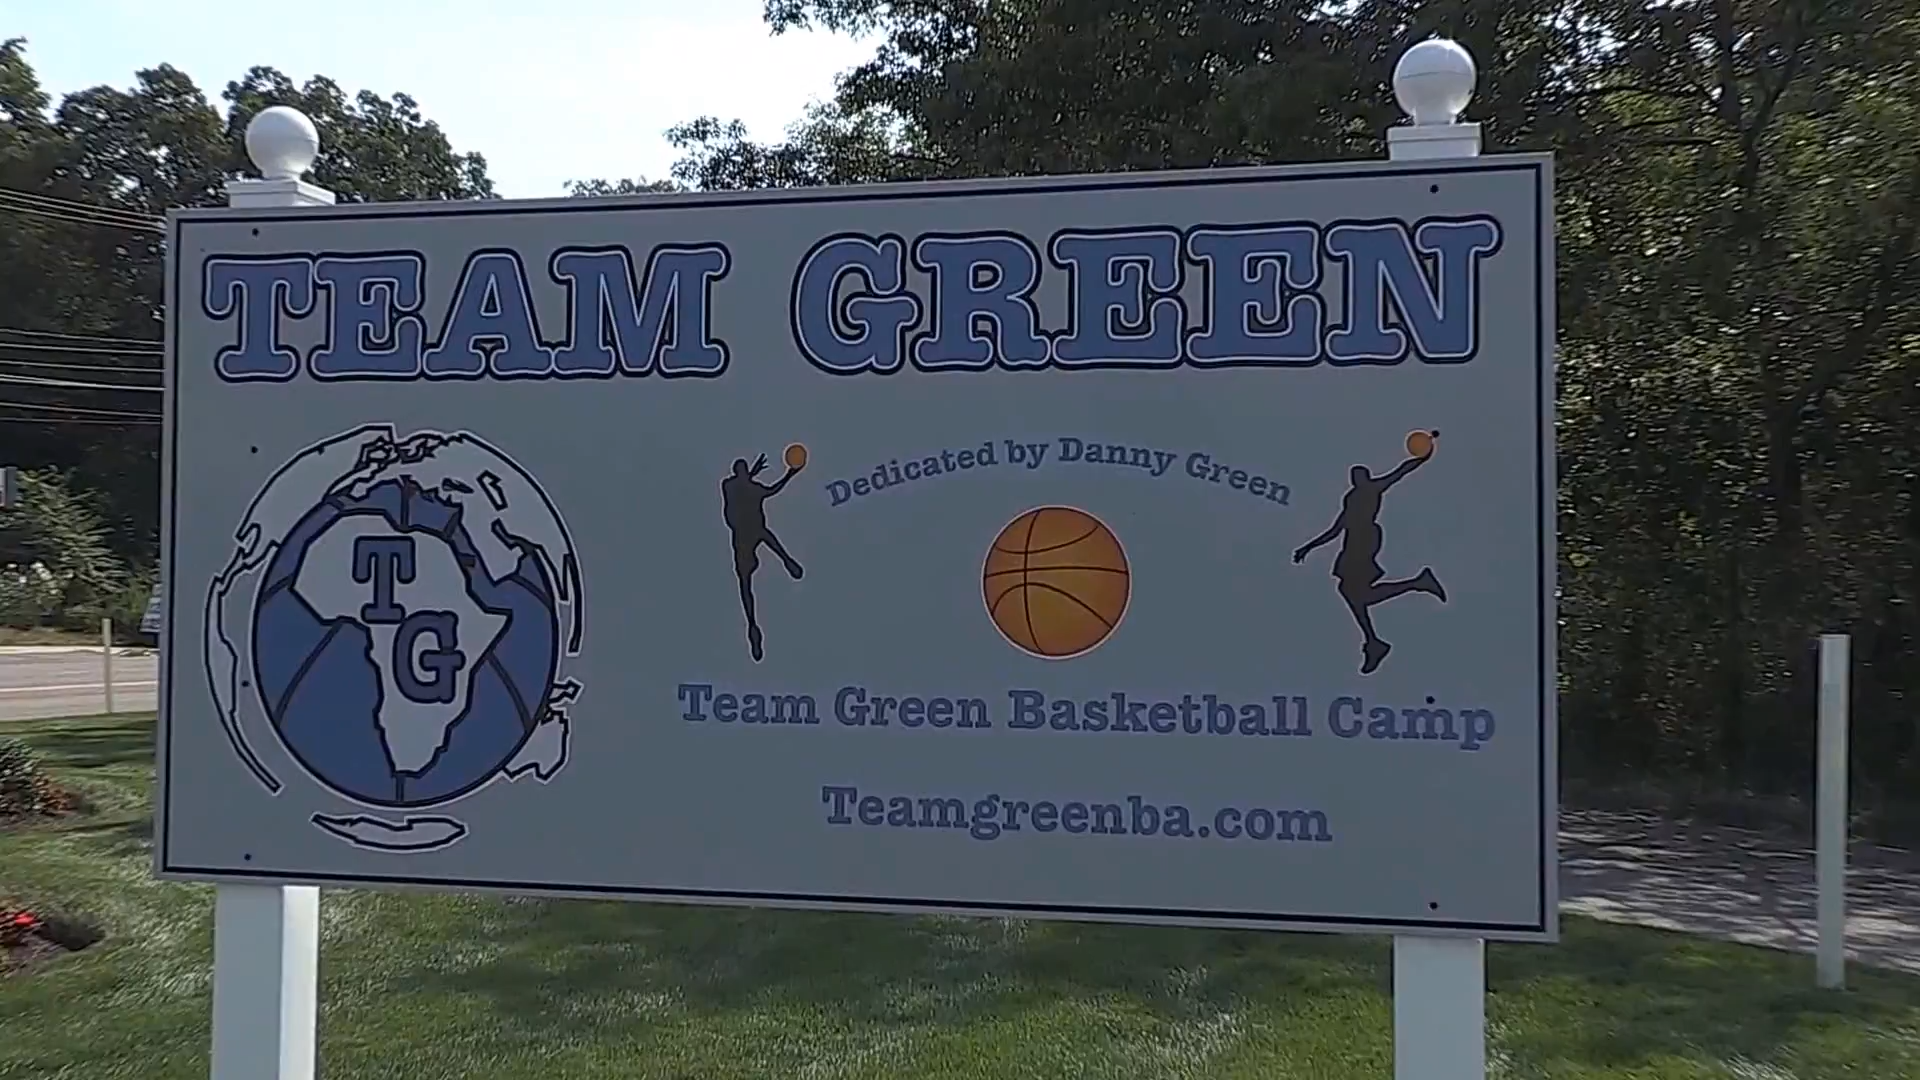 TEAM GREEN
TG
Dedicated by Danny Green
Team Green Basketball Camp
Teamgreenba.com